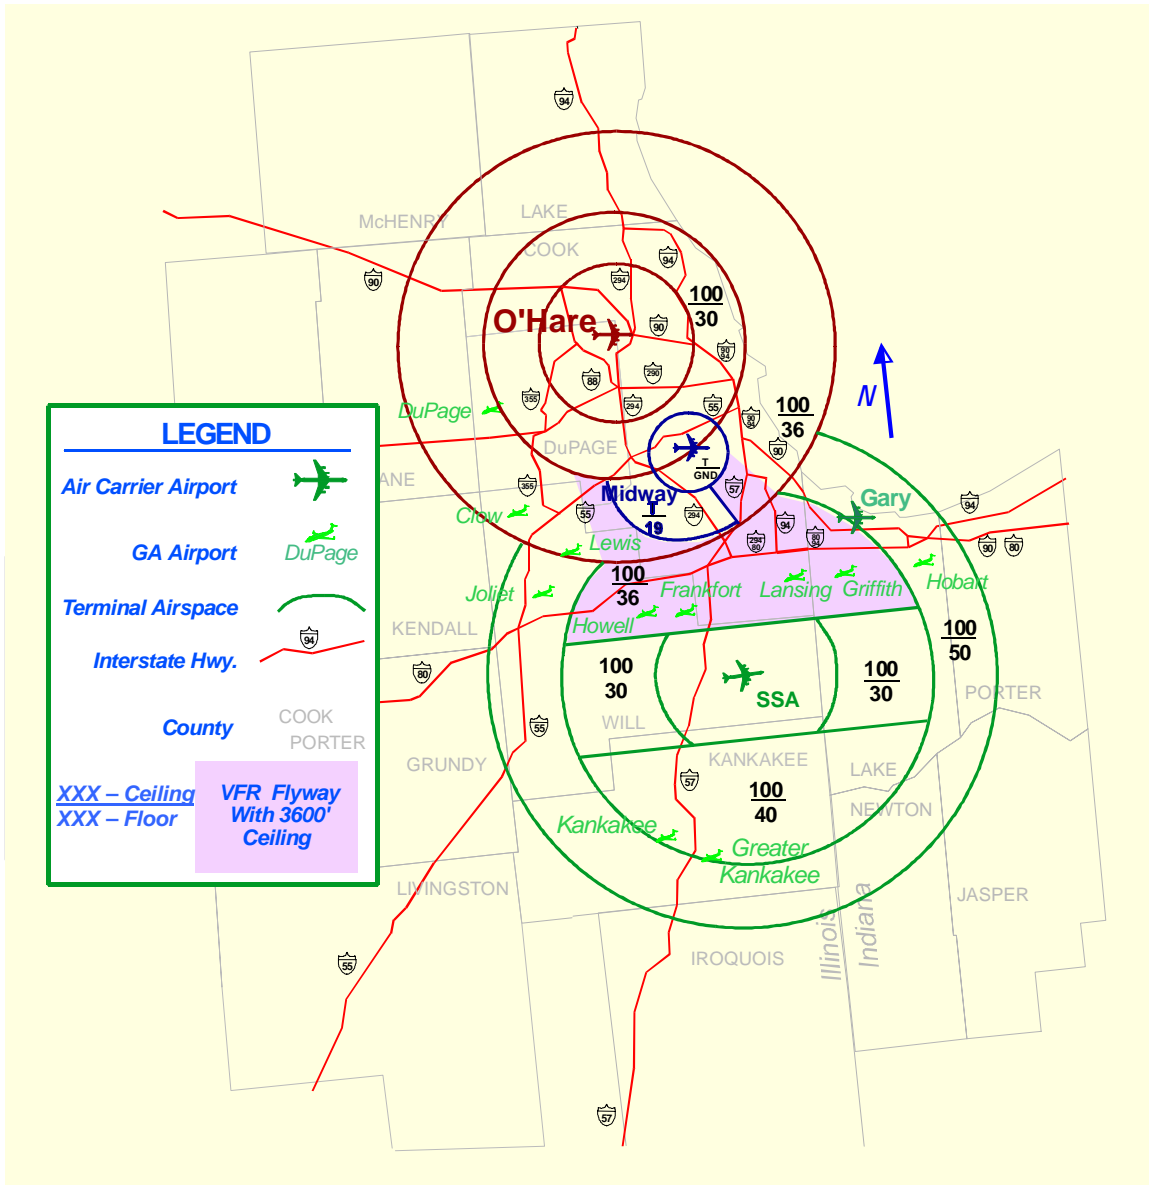 94
McHENRY
LAKE
COOK
94
90
294
100
30
O'Hare
90
90
94
88
290
355
294
55
DuPage
90
94
100
36
N
90
DuPAGE
ANE
T
GND
355
Midway
57
Gary
94
Clow
55
T
19
294
94
Lewis
294
80
80
94
90
80
100
36
Joliet
Frankfort
Lansing
Griffith
Hobart
Howell
KENDALL
100
50
80
100
30
100
30
SSA
PORTER
WILL
55
GRUNDY
KANKAKEE
LAKE
57
100
40
NEWTON
Kankakee
Greater
Kankakee
LIVINGSTON
JASPER
Illinois
Indiana
IROQUOIS
55
57
LEGEND
Air Carrier Airport
GA Airport
DuPage
Terminal Airspace
Interstate Hwy.
94
County
COOK
PORTER
XXX – Ceiling
XXX – Floor
VFR Flyway
With 3600'
Ceiling